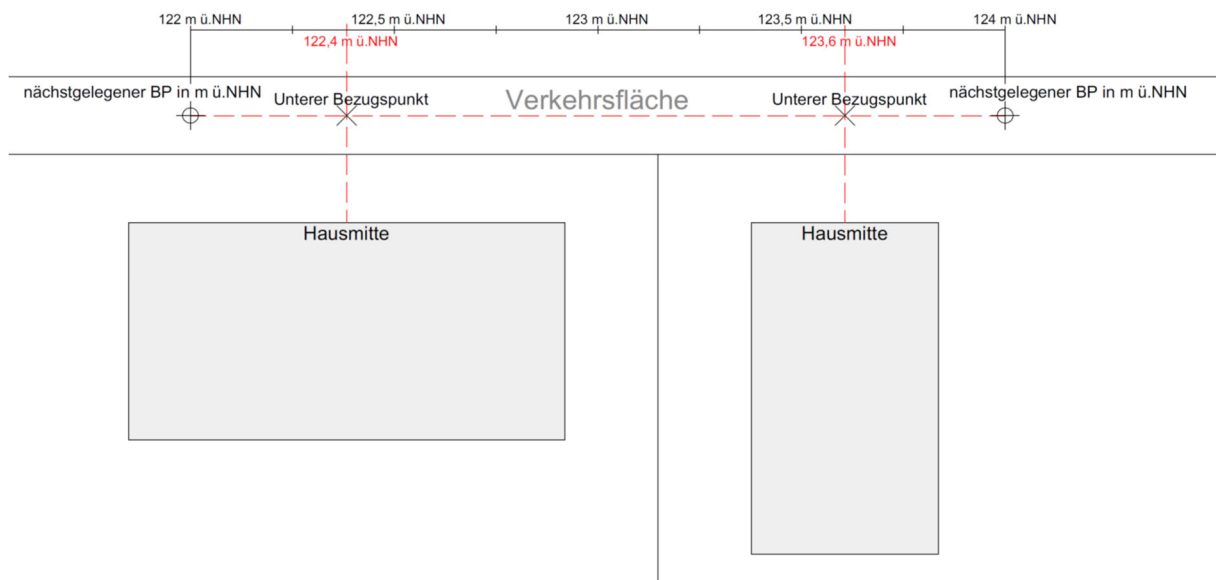 122 m ü.NHN
122,5 m ü.NHN
123 m ü.NHN
123,5 m ü.NHN
124 m ü.NHN
122,4 m ü.NHN
123,6 m ü.NHN
nächstgelegener BP in m ü.NHN
Unterer Bezugspunkt
Verkehrsfläche
Unterer Bezugspunkt
nächstgelegener BP in m ü.NHN
Hausmitte
Hausmitte